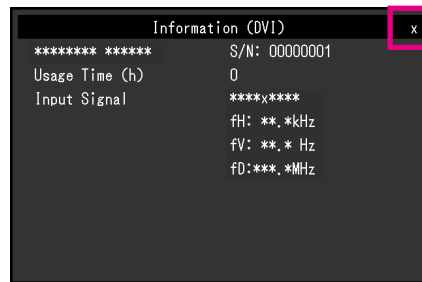 Information (DVI) x
******** ****** S/N: 00000001
Usage Time (h) 0
Input Signal ****x****
fH: **.*kHz
fV: **.* Hz
fD:***.*MHz